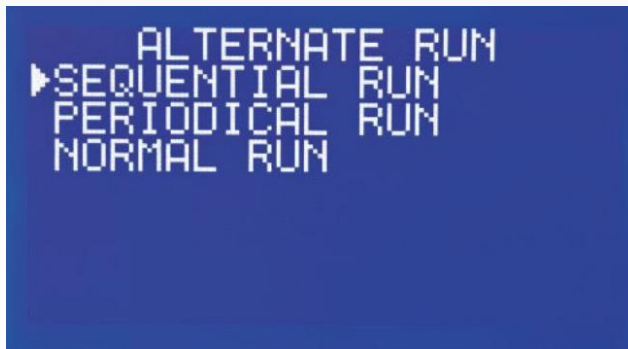 ALTERNATE RUN
▶SEQUENTIAL RUN
PERIODICAL RUN
NORMAL RUN